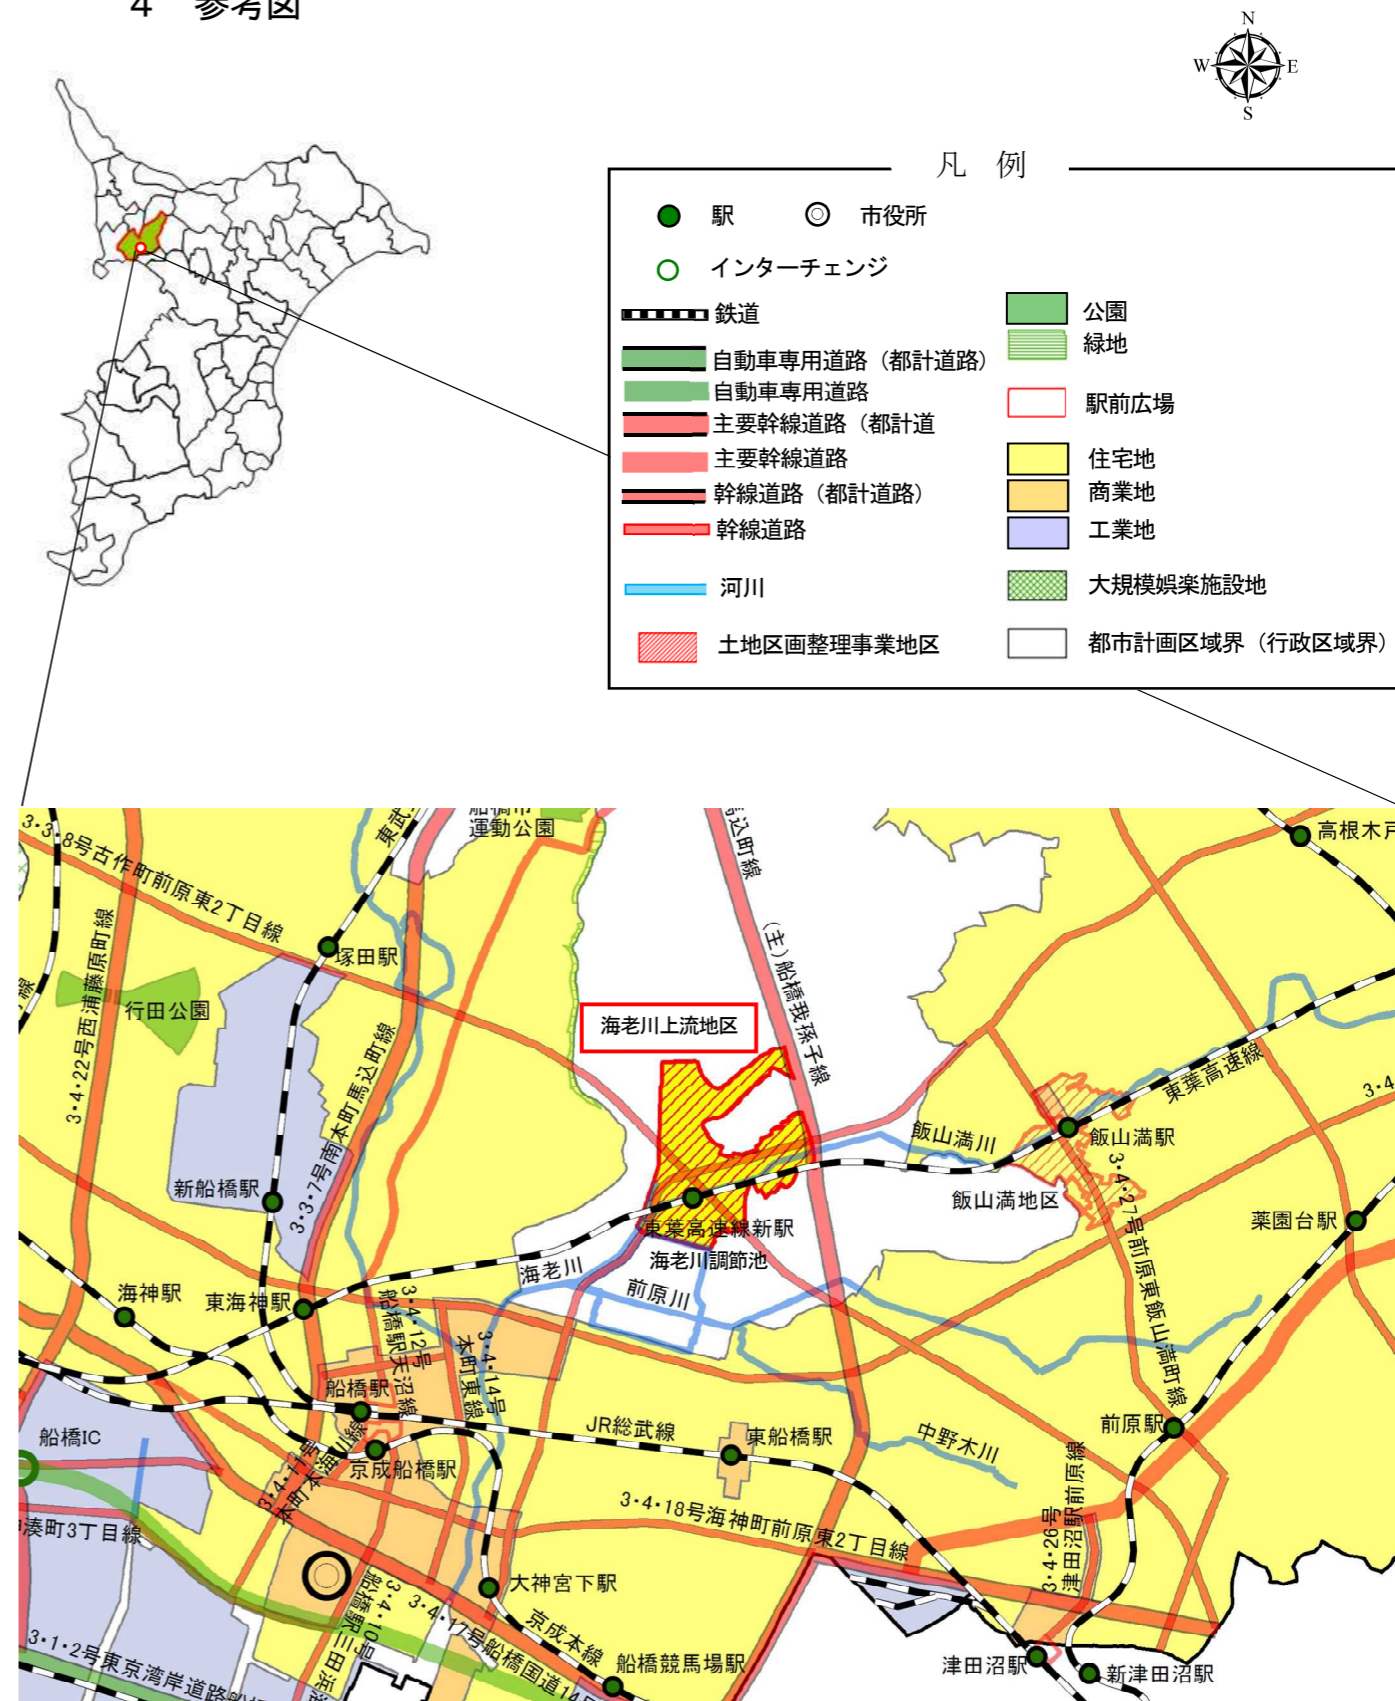 4 参考図
N
W
E
S
凡 例
駅
市役所
インターチェンジ
鉄道
自動車専用道路（都計道路）
自動車専用道路
主要幹線道路（都計道
主要幹線道路
幹線道路（都計道路）
幹線道路
河川
土地区画整理事業地区
公園
緑地
駅前広場
住宅地
商業地
工業地
大規模娯楽施設地
都市計画区域界（行政区域界）
運動公園
3・3・8号古作町前原東2丁目線
東武
馬込町線
(主)船橋我孫子線
高根木戸
塚田駅
行田公園
3・4・22号西浦藤原町線
3・3・7号南本町馬込町線
海老川上流地区
東葉高速線
飯山満川
飯山満駅
飯山満地区
3・4・27号前原東飯山満町線
3・4
薬園台駅
新船橋駅
東葉高速線新駅
海老川調節池
海老川
前原川
海神駅
東海神駅
3・4・12号
船橋駅天沼線
3・4・14号
本町東線
船橋駅
JR総武線
東船橋駅
中野木川
前原駅
船橋IC
京成船橋駅
3・4・11号
本町本海川線
湊町3丁目線
3・4・18号海神町前原東2丁目線
3・4・26号
津田沼駅前原線
大神宮下駅
京成本線
3・4・17号船橋国道14号
3・4・10号
船橋競馬場駅
津田沼駅
新津田沼駅
3・1・2号東京湾岸道路船